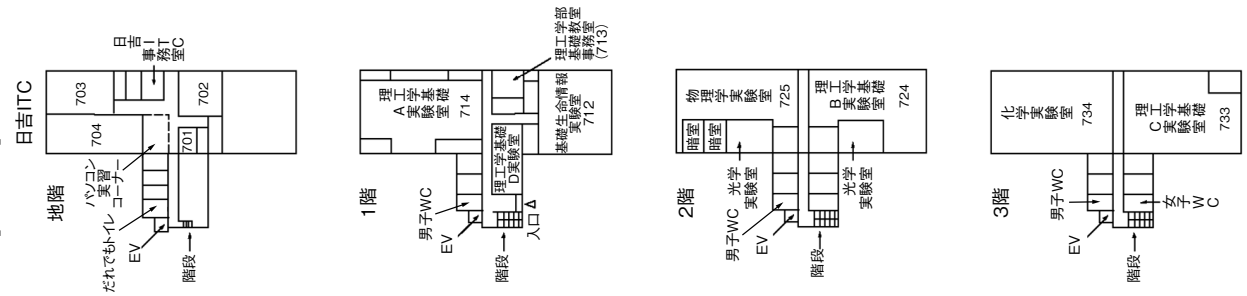 日吉ITC
地階
703
704
702
701
日吉IT
事務
室C
パソコン
実習
コーナー
だれでもトイレ
EV
階段
1階
理工学基礎
A実験室
714
理工学部
基礎教室
事務室
(713)
基礎生命情報
実験室
712
理工学基礎
D実験室
男子WC
EV
階段
入口
2階
物理学実験室
725
理工学基礎
B実験室
724
暗室
暗室
光学
実験室
光学
実験室
男子WC
EV
階段
3階
化学実験室
734
理工学基礎
C実験室
733
男子WC
女子WC
EV
階段